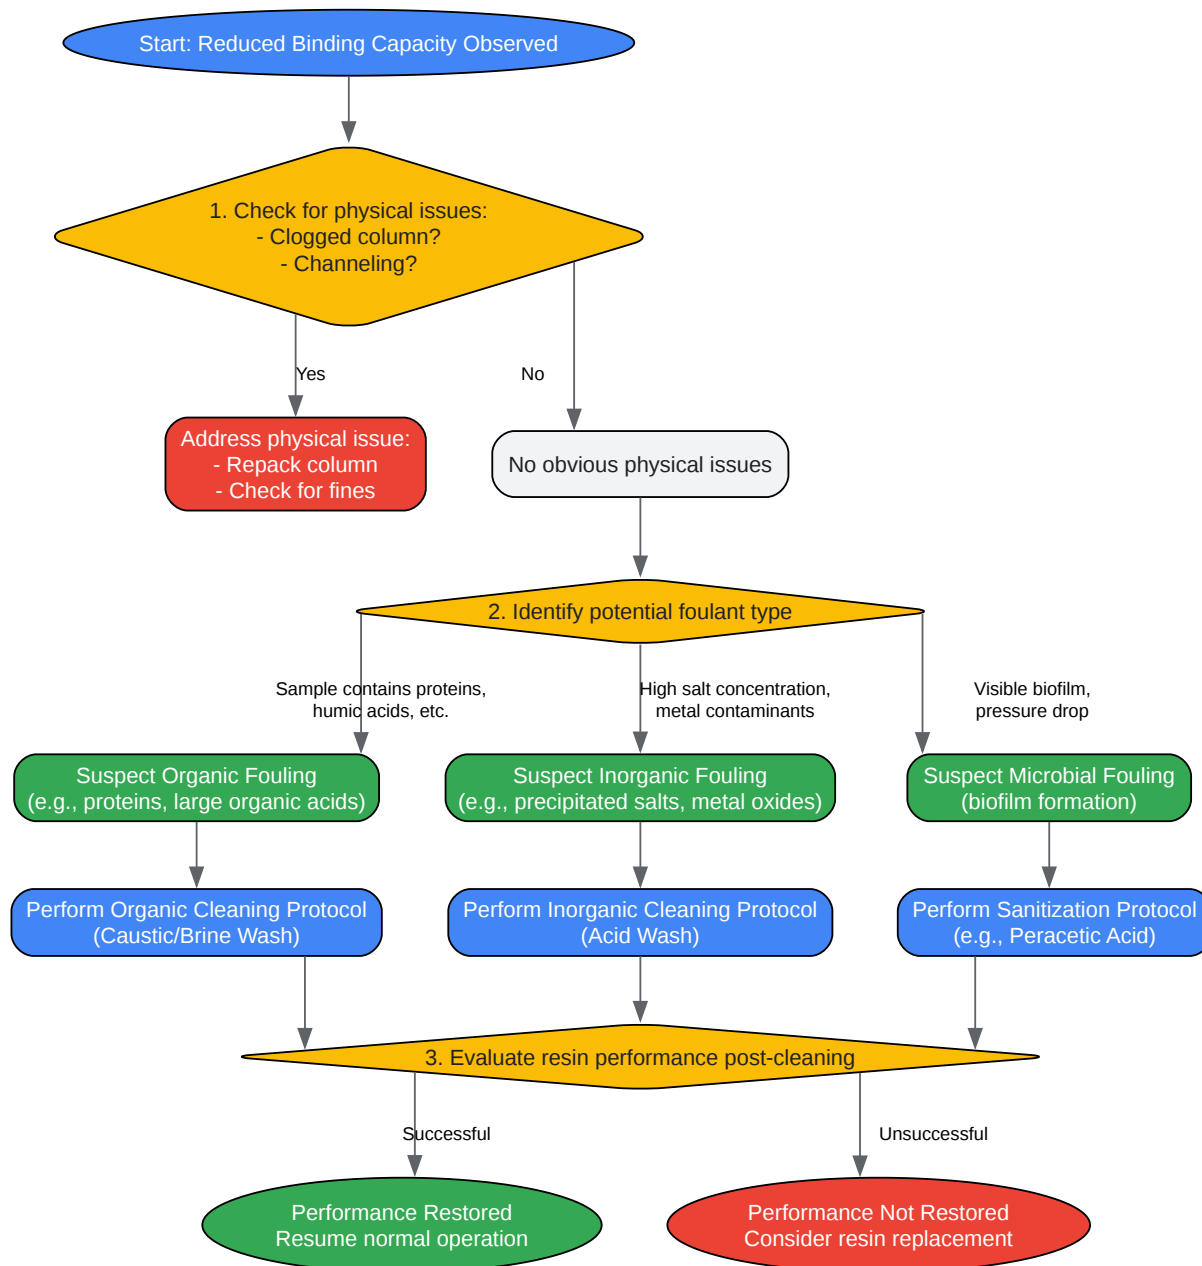 Start: Reduced Binding Capacity Observed
1. Check for physical issues:
- Clogged column?
- Channeling?
Yes
No
Address physical issue:
- Repack column
- Check for fines
No obvious physical issues
2. Identify potential foulant type
Sample contains proteins,
humic acids, etc.
High salt concentration,
metal contaminants
Visible biofilm,
pressure drop
Suspect Organic Fouling
(e.g., proteins, large organic acids)
Suspect Inorganic Fouling
(e.g., precipitated salts, metal oxides)
Suspect Microbial Fouling
(biofilm formation)
Perform Organic Cleaning Protocol
(Caustic/Brine Wash)
Perform Inorganic Cleaning Protocol
(Acid Wash)
Perform Sanitization Protocol
(e.g., Peracetic Acid)
3. Evaluate resin performance post-cleaning
Successful
Unsuccessful
Performance Restored
Resume normal operation
Performance Not Restored
Consider resin replacement